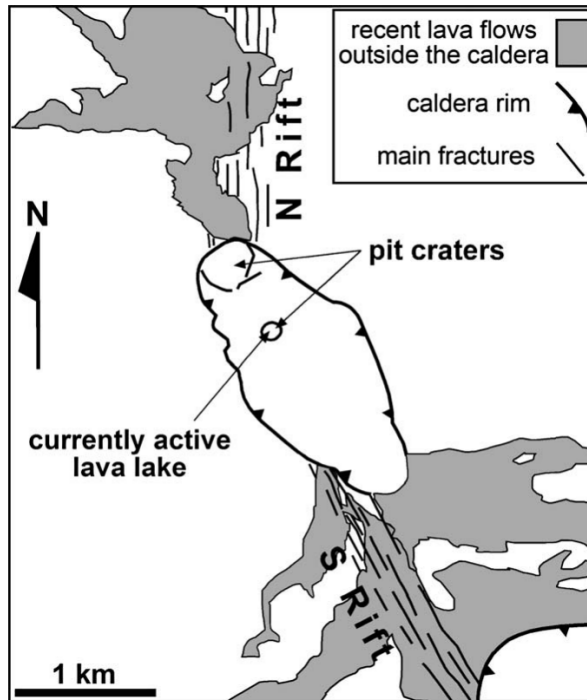 recent lava flows
outside the caldera
caldera rim
main fractures
N Rift
N
pit craters
currently active
lava lake
S Rift
1 km